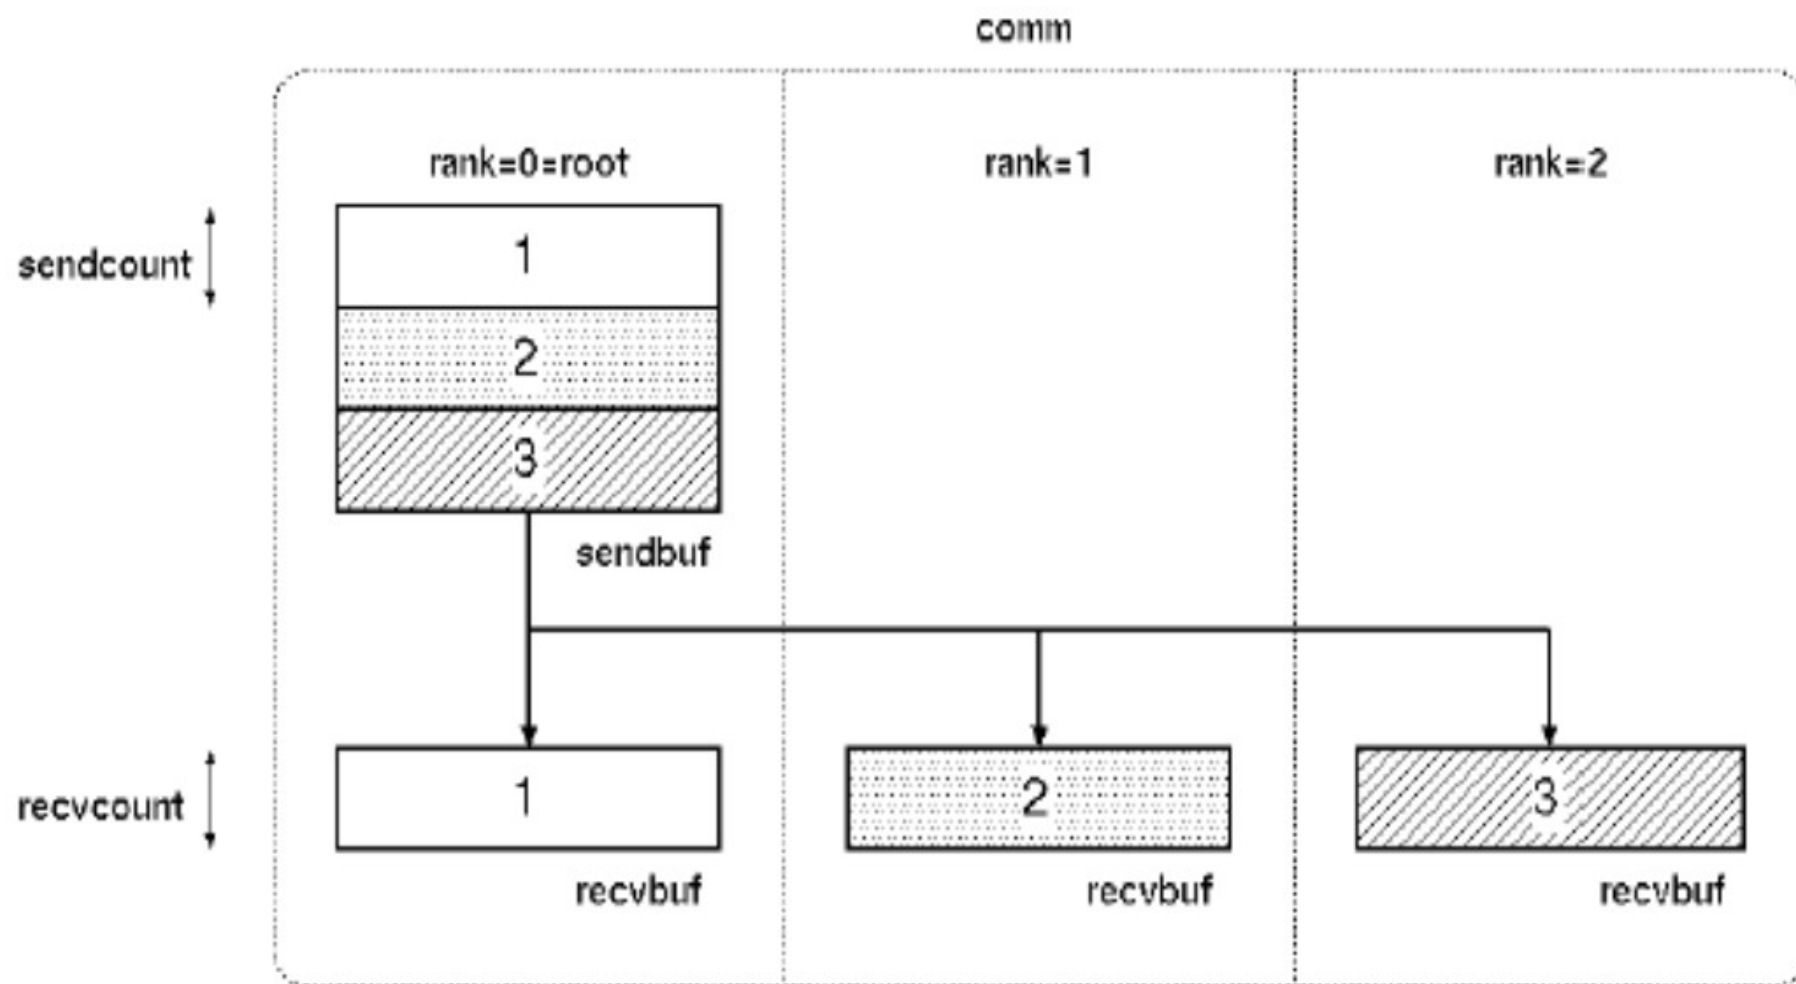 comm
rank=0=root
rank=1
rank=2
sendcount
1
2
3
sendbuf
recvcount
1
2
3
recvbuf
recvbuf
recvbuf